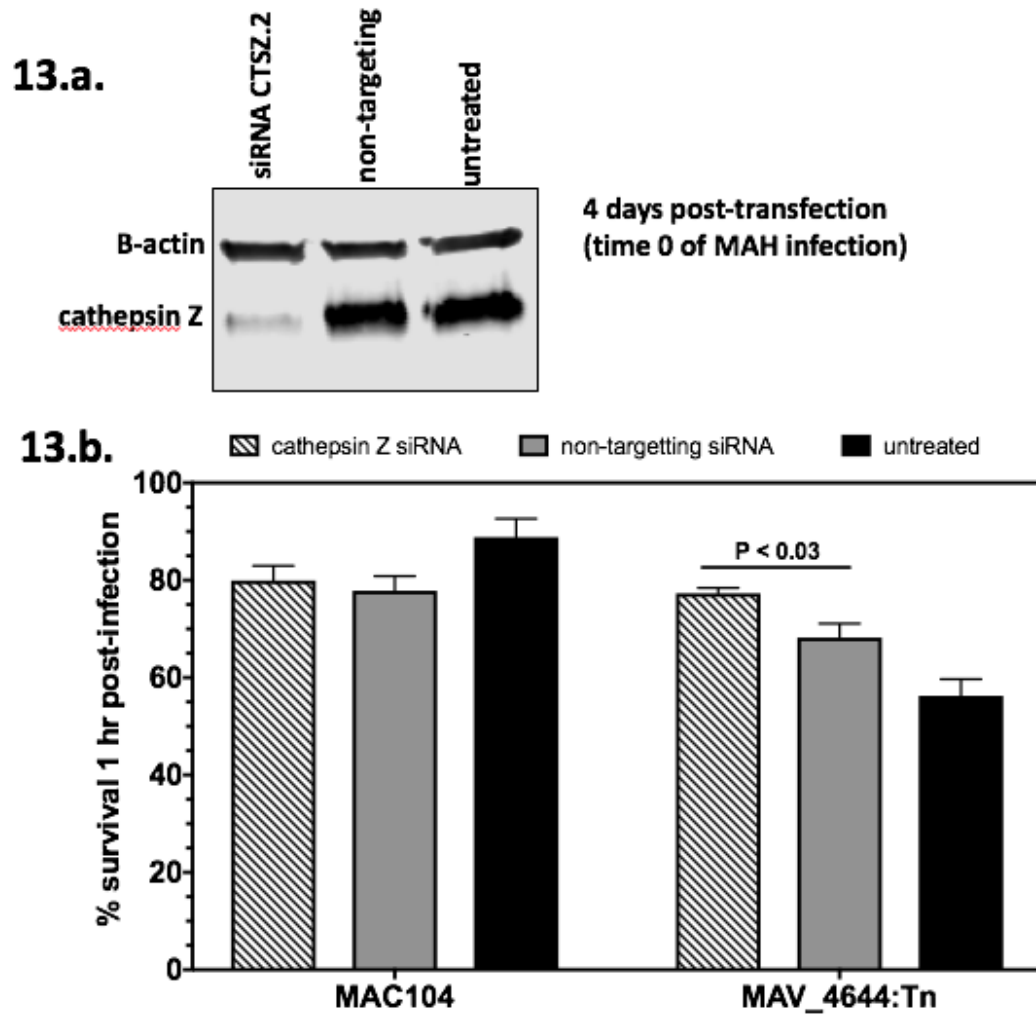 13.a.
siRNA CTSZ.2
non-targeting
untreated
B-actin
cathepsin Z
4 days post-transfection
(time 0 of MAH infection)
13.b.
cathepsin Z siRNA
non-targetting siRNA
untreated
% survival 1 hr post-infection
100
80
60
40
20
0
P < 0.03
MAC104
MAV_4644:Tn